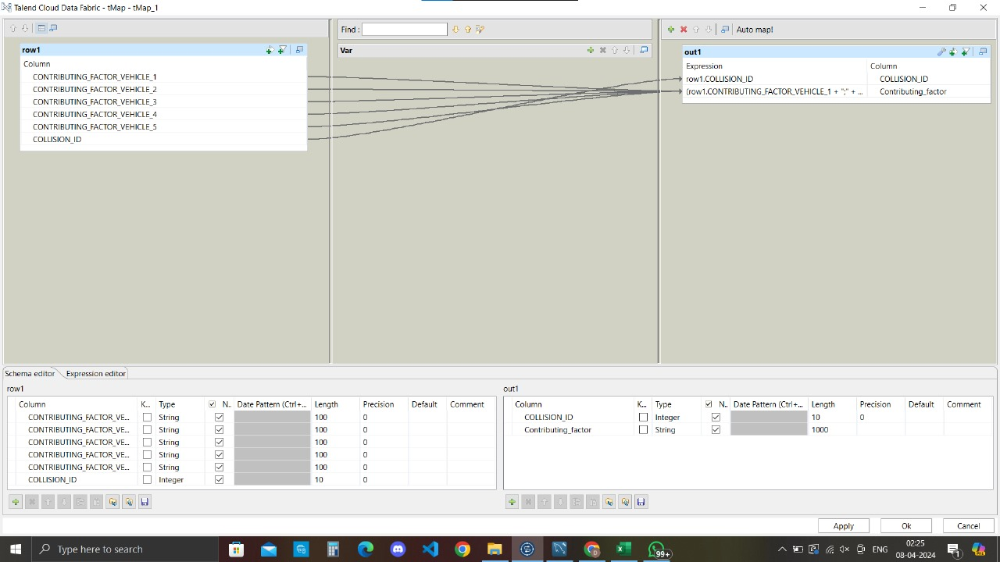 Talend Cloud Data Fabric - tMap - tMap_1
Find :
Auto map!
row1
Column
CONTRIBUTING_FACTOR_VEHICLE_1
CONTRIBUTING_FACTOR_VEHICLE_2
CONTRIBUTING_FACTOR_VEHICLE_3
CONTRIBUTING_FACTOR_VEHICLE_4
CONTRIBUTING_FACTOR_VEHICLE_5
COLLISION_ID
Var
out1
Expression Column
row1.COLLISION_ID COLLISION_ID
(row1.CONTRIBUTING_FACTOR_VEHICLE_1 + ";" + ... Contributing_factor
Schema editor Expression editor
row1
Column K... Type N.. Date Pattern (Ctrl+... Length Precision Default Comment
CONTRIBUTING_FACTOR_VE... String 100 0
CONTRIBUTING_FACTOR_VE... String 100 0
CONTRIBUTING_FACTOR_VE... String 100 0
CONTRIBUTING_FACTOR_VE... String 100 0
CONTRIBUTING_FACTOR_VE... String 100 0
COLLISION_ID Integer 10 0
out1
Column K... Type N.. Date Pattern (Ctrl+... Length Precision Default Comment
COLLISION_ID Integer 10 0
Contributing_factor String 1000
Apply Ok Cancel
Type here to search
99+
ENG
02:25
08-04-2024
1